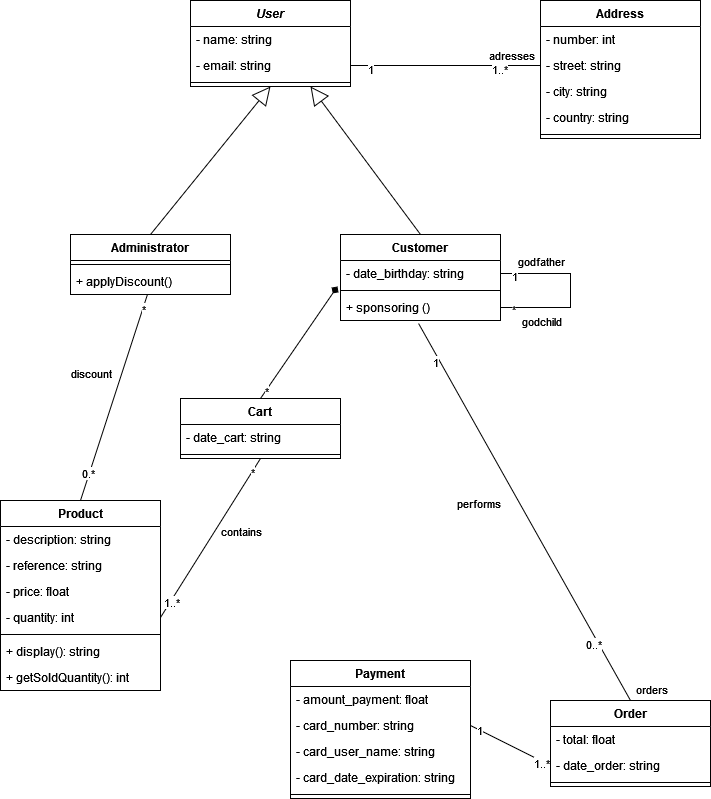 User
- name: string
- email: string
Address
- number: int
- street: string
- city: string
- country: string
adresses
1
1..*
Administrator
+ applyDiscount()
Customer
- date_birthday: string
+ sponsoring ()
godfather
1
*
godchild
*
discount
0..*
1
*
Cart
- date_cart: string
*
contains
1..*
performs
0..*
orders
Product
- description: string
- reference: string
- price: float
- quantity: int
+ display(): string
+ getSoldQuantity(): int
Payment
- amount_payment: float
- card_number: string
- card_user_name: string
- card_date_expiration: string
1
1..*
Order
- total: float
- date_order: string